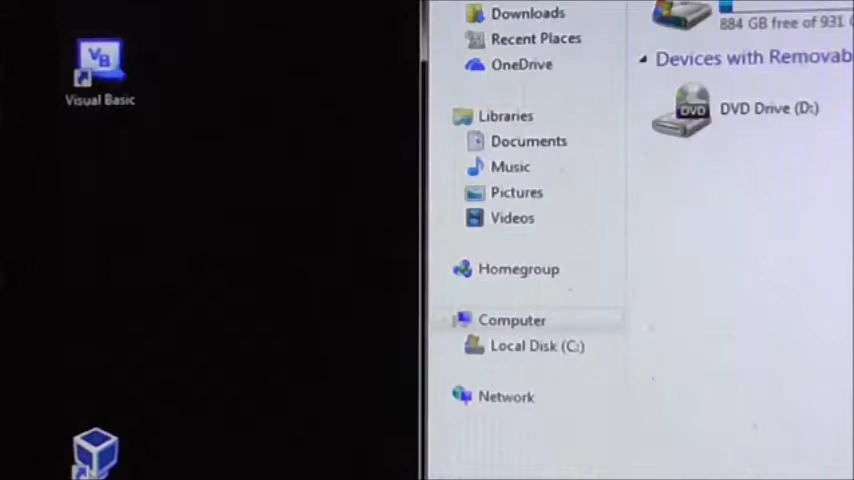 Visual Basic
Downloads
Recent Places
OneDrive
Libraries
Documents
Music
Pictures
Videos
Homegroup
Computer
Local Disk (C:)
Network
884 GB free of 931
Devices with Removab
DVD
DVD Drive (D:)